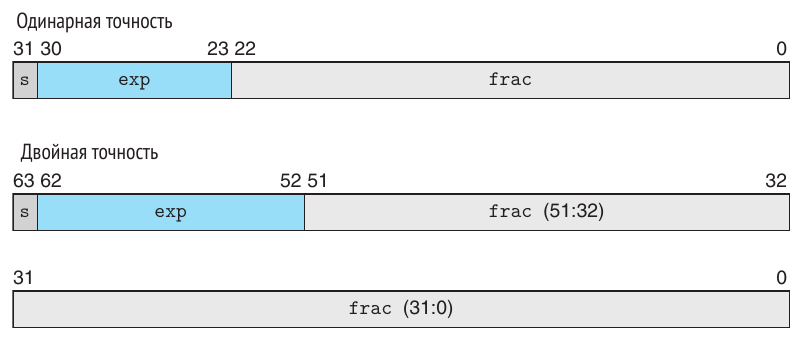 Одинарная точность
31 30 23 22 0
s exp frac
Двойная точность
63 62 52 51 32
s exp frac (51:32)
31 0
frac (31:0)